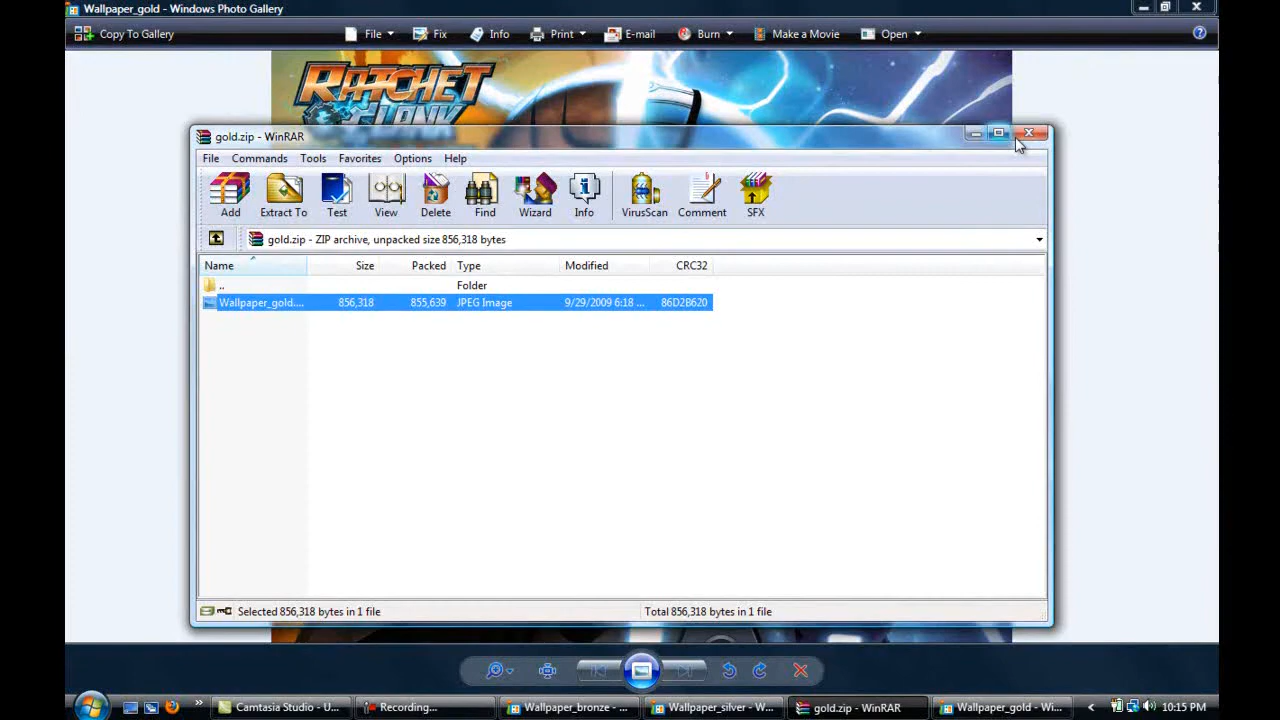 Wallpaper_gold - Windows Photo Gallery
Copy To Gallery
File Fix Info Print E-mail Burn Make a Movie Open
RATCHET
CLANK
gold.zip - WinRAR
File Commands Tools Favorites Options Help
Add Extract To Test View Delete Find Wizard Info VirusScan Comment SFX
gold.zip - ZIP archive, unpacked size 856,318 bytes
Name Size Packed Type Modified CRC32
.. Folder
Wallpaper_gold.... 856,318 855,639 JPEG Image 9/29/2009 6:18 ... 86D2B620
Selected 856,318 bytes in 1 file Total 856,318 bytes in 1 file
Camtasia Studio - U... Recording... Wallpaper_bronze - ... Wallpaper_silver - W... gold.zip - WinRAR Wallpaper_gold - Wi... 10:15 PM